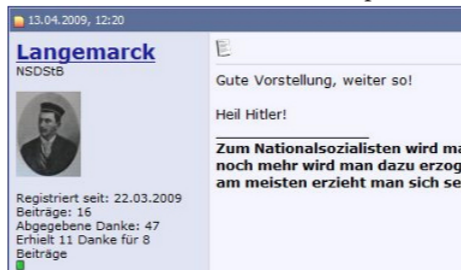 13.04.2009, 12:20
Langemarck
NSDStB
Gute Vorstellung, weiter so!
Heil Hitler!
Zum Nationalsozialisten wird
noch mehr wird man dazu
am meisten erzieht man sich
Registriert seit: 22.03.2009
Beiträge: 16
Abgegebene Danke: 47
Erhielt 11 Danke für 8
Beiträge